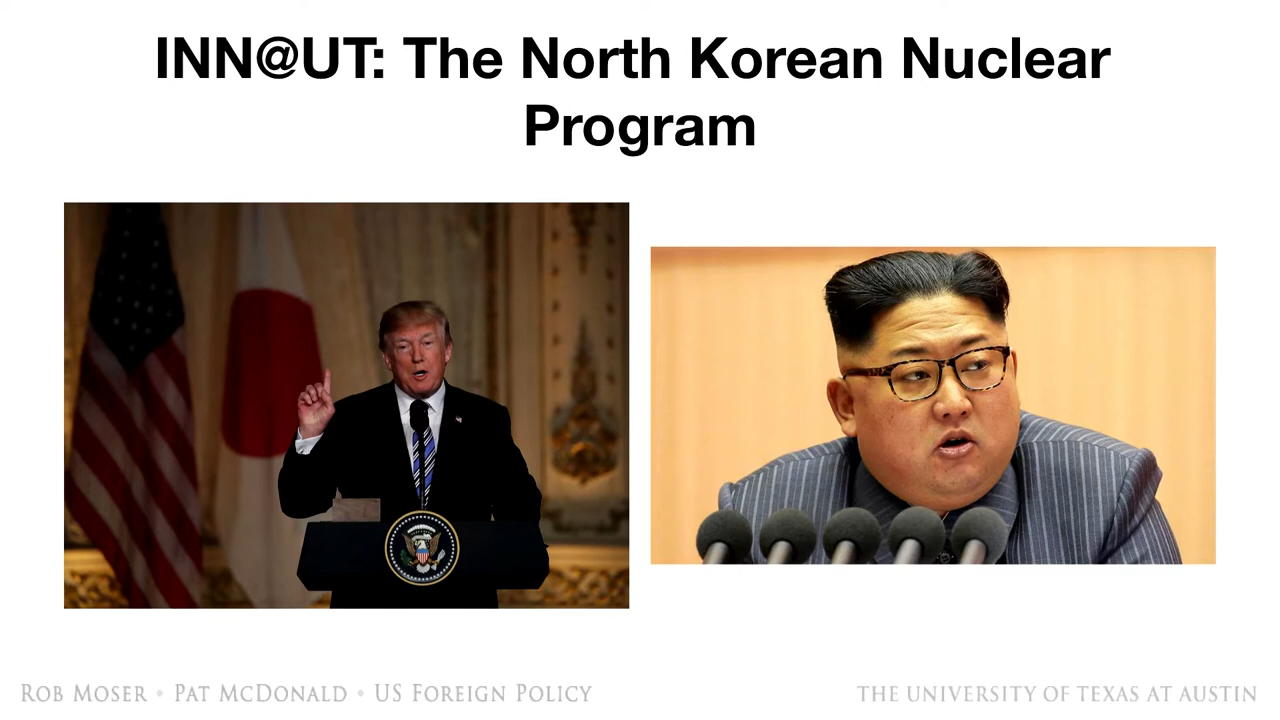 INN@UT: The North Korean Nuclear
Program
ROB MOSER • PAT MCDONALD • US FOREIGN POLICY
THE UNIVERSITY OF TEXAS AT AUSTIN